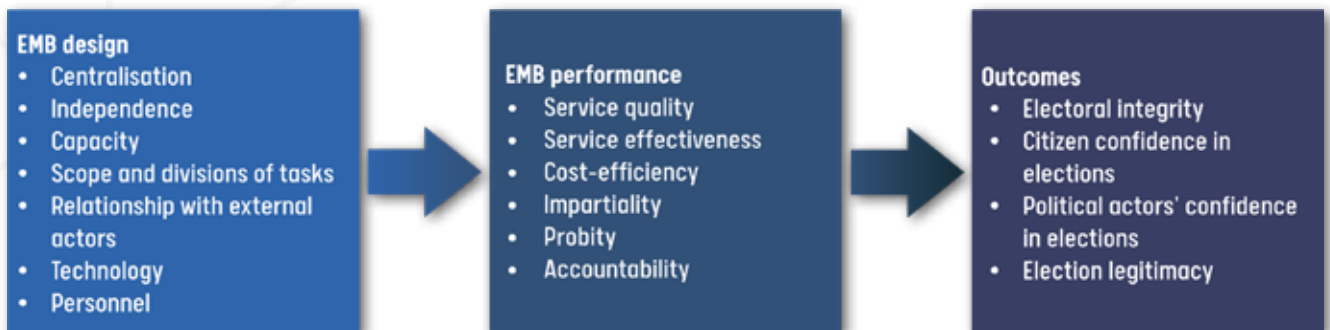 EMB design
• Centralisation
• Independence
• Capacity
• Scope and divisions of tasks
• Relationship with external
actors
• Technology
• Personnel
EMB performance
• Service quality
• Service effectiveness
• Cost-efficiency
• Impartiality
• Probity
• Accountability
Outcomes
• Electoral integrity
• Citizen confidence in
elections
• Political actors' confidence
in elections
• Election legitimacy